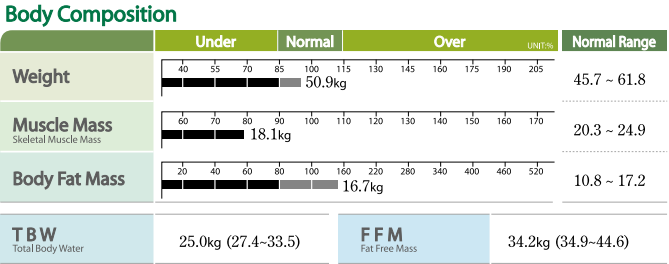 Body Composition
Under Normal Over UNIT:% Normal Range
Weight
40 55 70 85 100 115 130 145 160 175 190 205
50.9kg
45.7 ~ 61.8
Muscle Mass
Skeletal Muscle Mass
60 70 80 90 100 110 120 130 140 150 160 170
18.1kg
20.3 ~ 24.9
Body Fat Mass
20 40 60 80 100 160 220 280 340 400 460 520
16.7kg
10.8 ~ 17.2
TBW
Total Body Water
25.0kg (27.4~33.5)
FFM
Fat Free Mass
34.2kg (34.9~44.6)